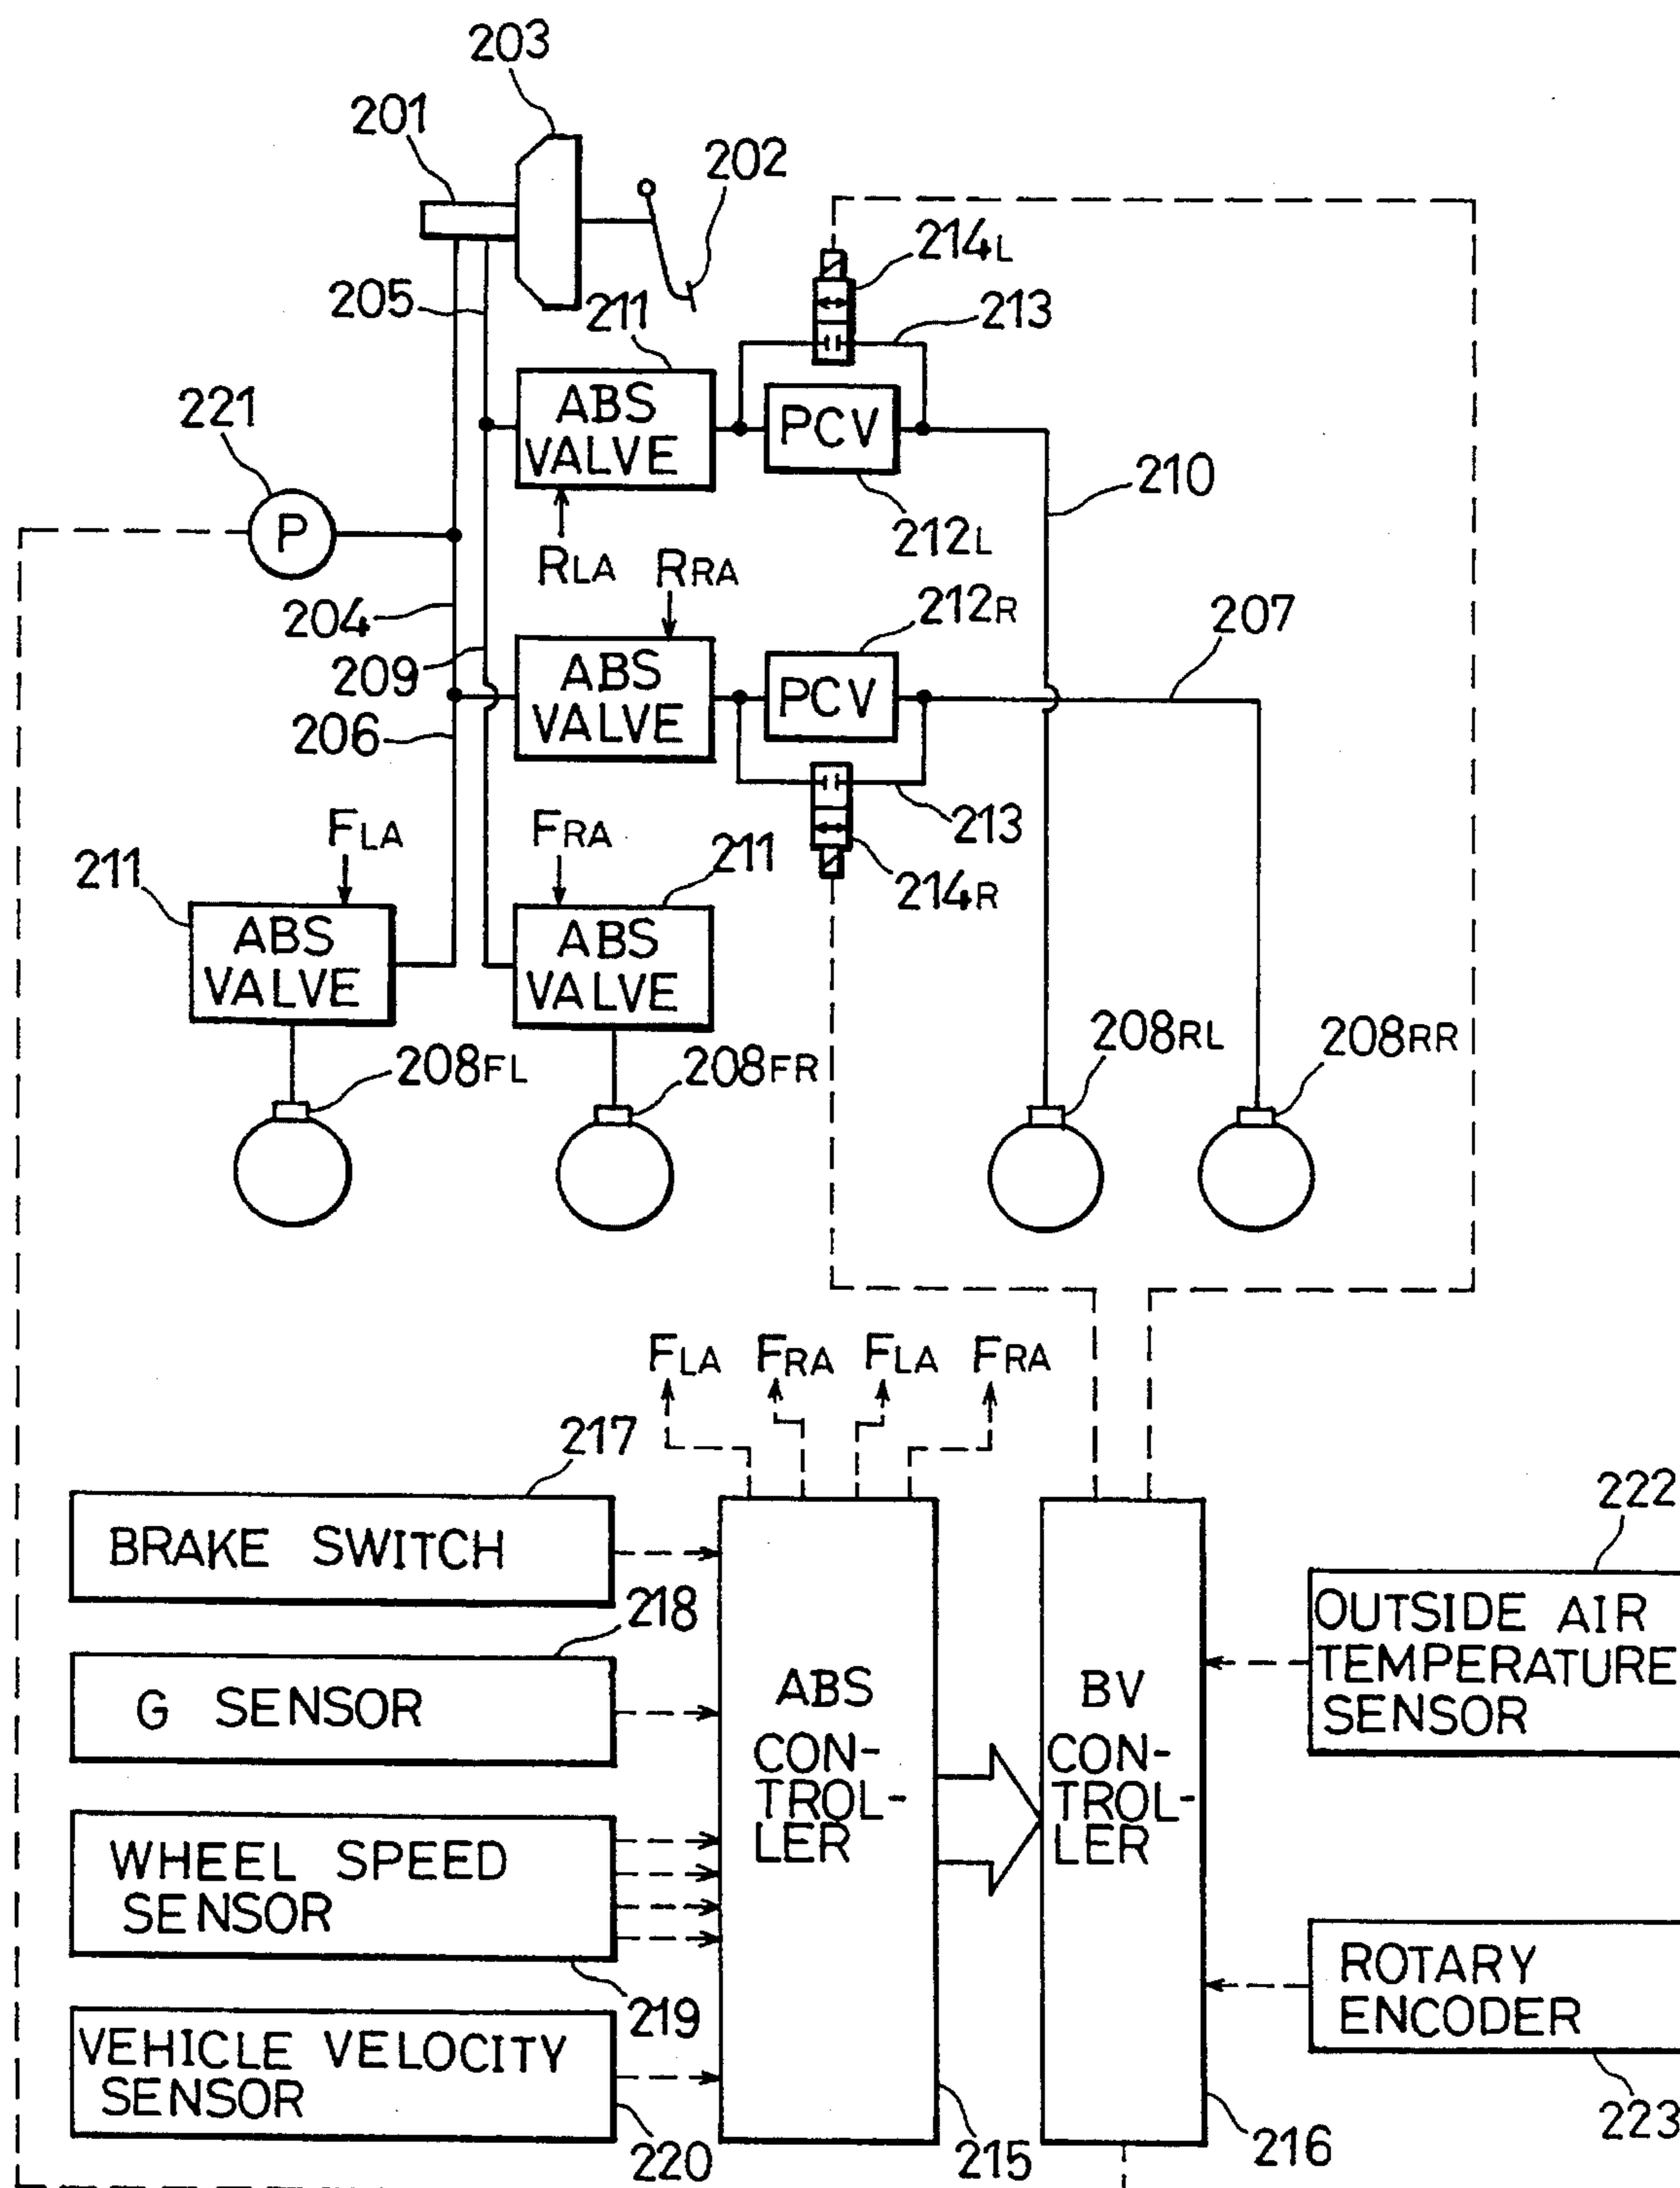 203
201
202
214L
205
211
213
ABS
VALVE
PCV
221
210
P
212L
RLA
RRA
204
212R
207
209
ABS
VALVE
PCV
206
213
FLA
FRA
211
211
214R
ABS
VALVE
ABS
VALVE
208FL
208FR
208RL
208RR
FLA
FRA
FLA
FRA
217
222
BRAKE SWITCH
218
OUTSIDE AIR
TEMPERATURE
SENSOR
G SENSOR
ABS
CON-
TROL-
LER
BV
CON-
TROL-
LER
WHEEL SPEED
SENSOR
219
ROTARY
ENCODER
VEHICLE VELOCITY
SENSOR
220
215
216
223